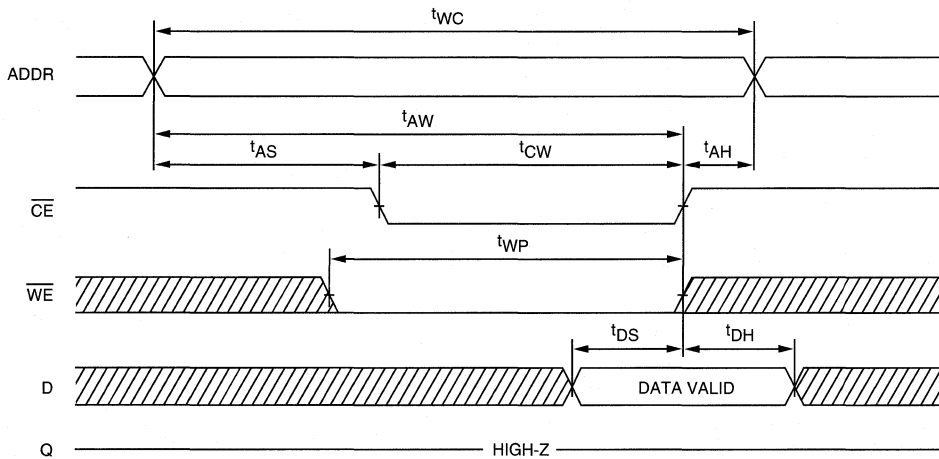 tWC
ADDR
tAW
tAS tCW tAH
CE
tWP
WE
tDS tDH
D DATA VALID
Q HIGH-Z